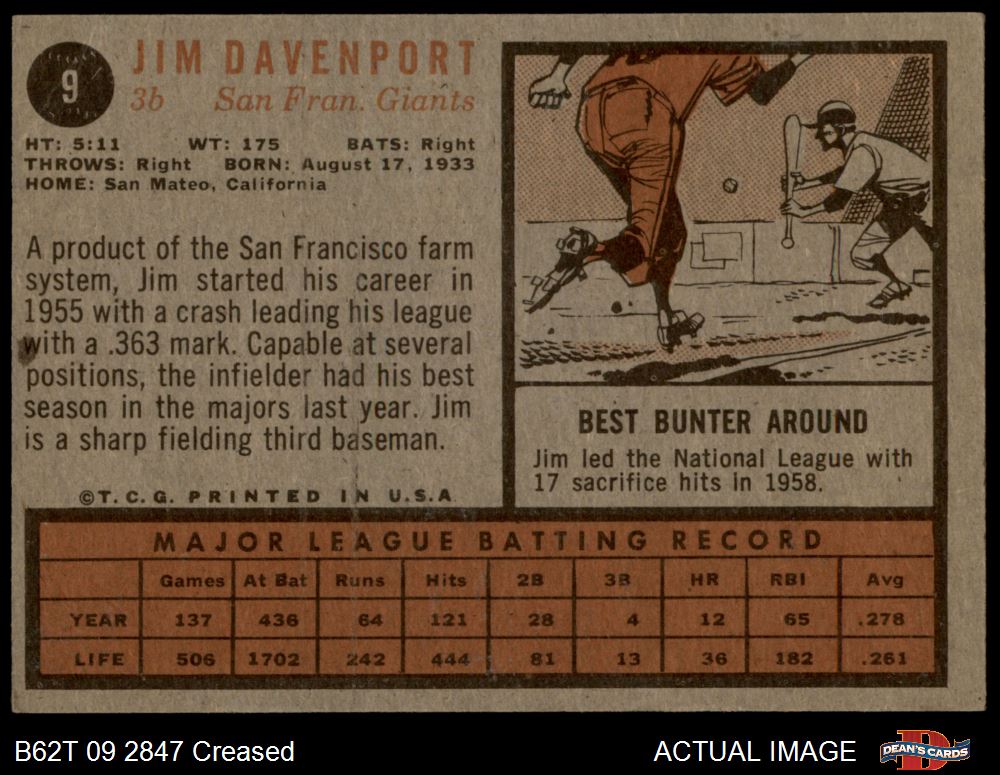 9
JIM DAVENPORT
3b San Fran. Giants
HT: 5:11 WT: 175 BATS: Right
THROWS: Right BORN: August 17, 1933
HOME: San Mateo, California
A product of the San Francisco farm
system, Jim started his career in
1955 with a crash leading his league
with a .363 mark. Capable at several
positions, the infielder had his best
season in the majors last year. Jim
is a sharp fielding third baseman.
©T.C.G. PRINTED IN U.S.A
BEST BUNTER AROUND
Jim led the National League with
17 sacrifice hits in 1958.
MAJOR LEAGUE BATTING RECORD
Games At Bat Runs Hits 2B 3B HR RBI Avg
YEAR 137 436 64 121 28 4 12 65 .278
LIFE 506 1702 242 444 81 13 36 182 .261
B62T 09 2847 Creased
ACTUAL IMAGE
D
DEAN'S CARDS